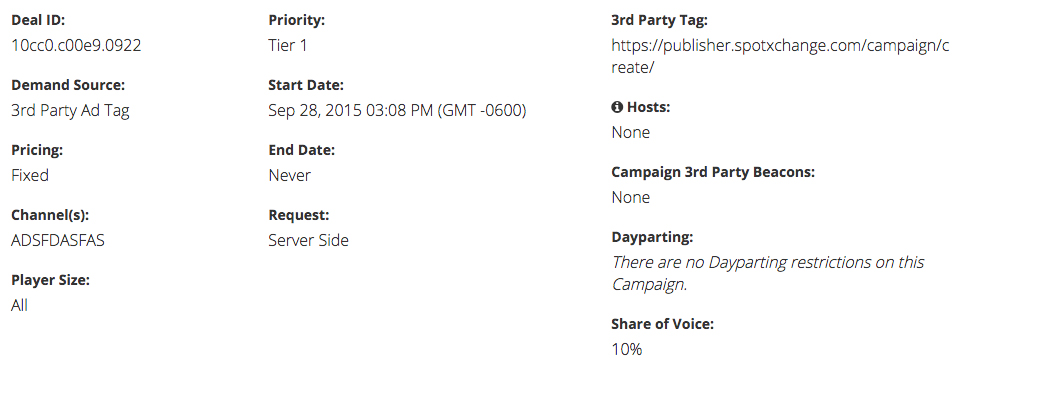 Deal ID:
10cc0.c00e9.0922
Demand Source:
3rd Party Ad Tag
Pricing:
Fixed
Channel(s):
ADSFDASFAS
Player Size:
All
Priority:
Tier 1
Start Date:
Sep 28, 2015 03:08 PM (GMT -0600)
End Date:
Never
Request:
Server Side
3rd Party Tag:
https://publisher.spotxchange.com/campaign/c
reate/
Hosts:
None
Campaign 3rd Party Beacons:
None
Dayparting:
There are no Dayparting restrictions on this
Campaign.
Share of Voice:
10%